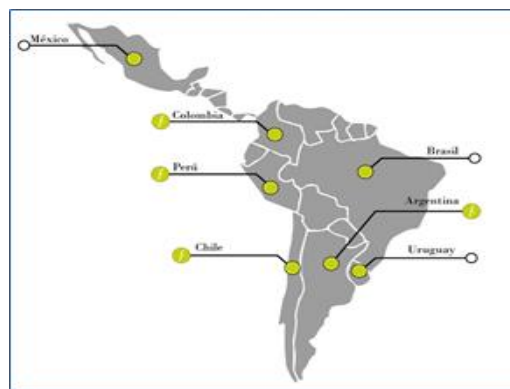 México
Colombia
Perú
Brasil
Argentina
Chile
Uruguay